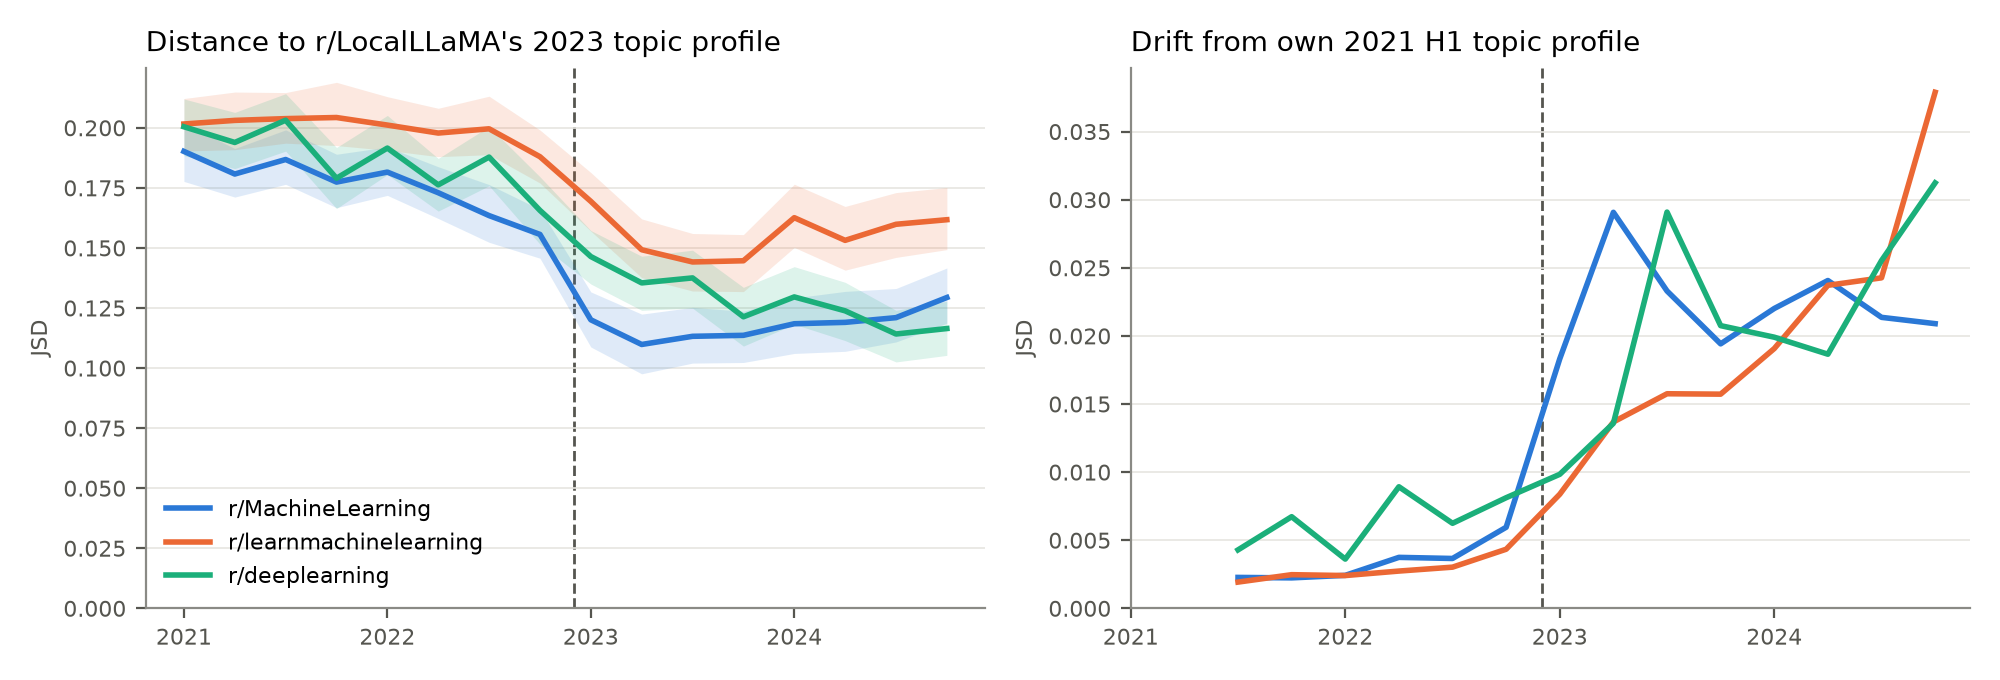 Distance to r/LocalLLaMA's 2023 topic profile
JSD
0.200
0.175
0.150
0.125
0.100
0.075
0.050
0.025
0.000
r/MachineLearning
r/learnmachinelearning
r/deeplearning
2021 2022 2023 2024
Drift from own 2021 H1 topic profile
JSD
0.035
0.030
0.025
0.020
0.015
0.010
0.005
0.000
2021 2022 2023 2024